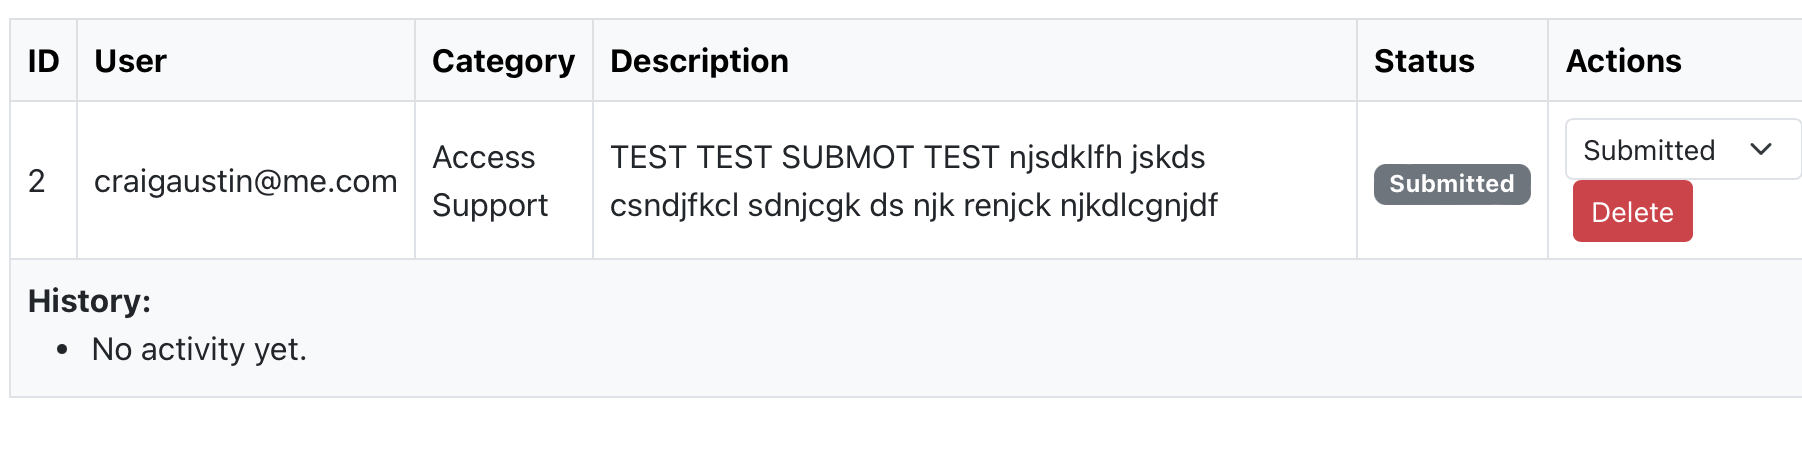 ID User Category Description Status Actions
2 craigaustin@me.com Access Support TEST TEST SUBMOT TEST njsdklfh jskds Submitted Submitted
csndjfkcl sdnjcgk ds njk renjck njkdlcgnjdf Delete
History:
• No activity yet.